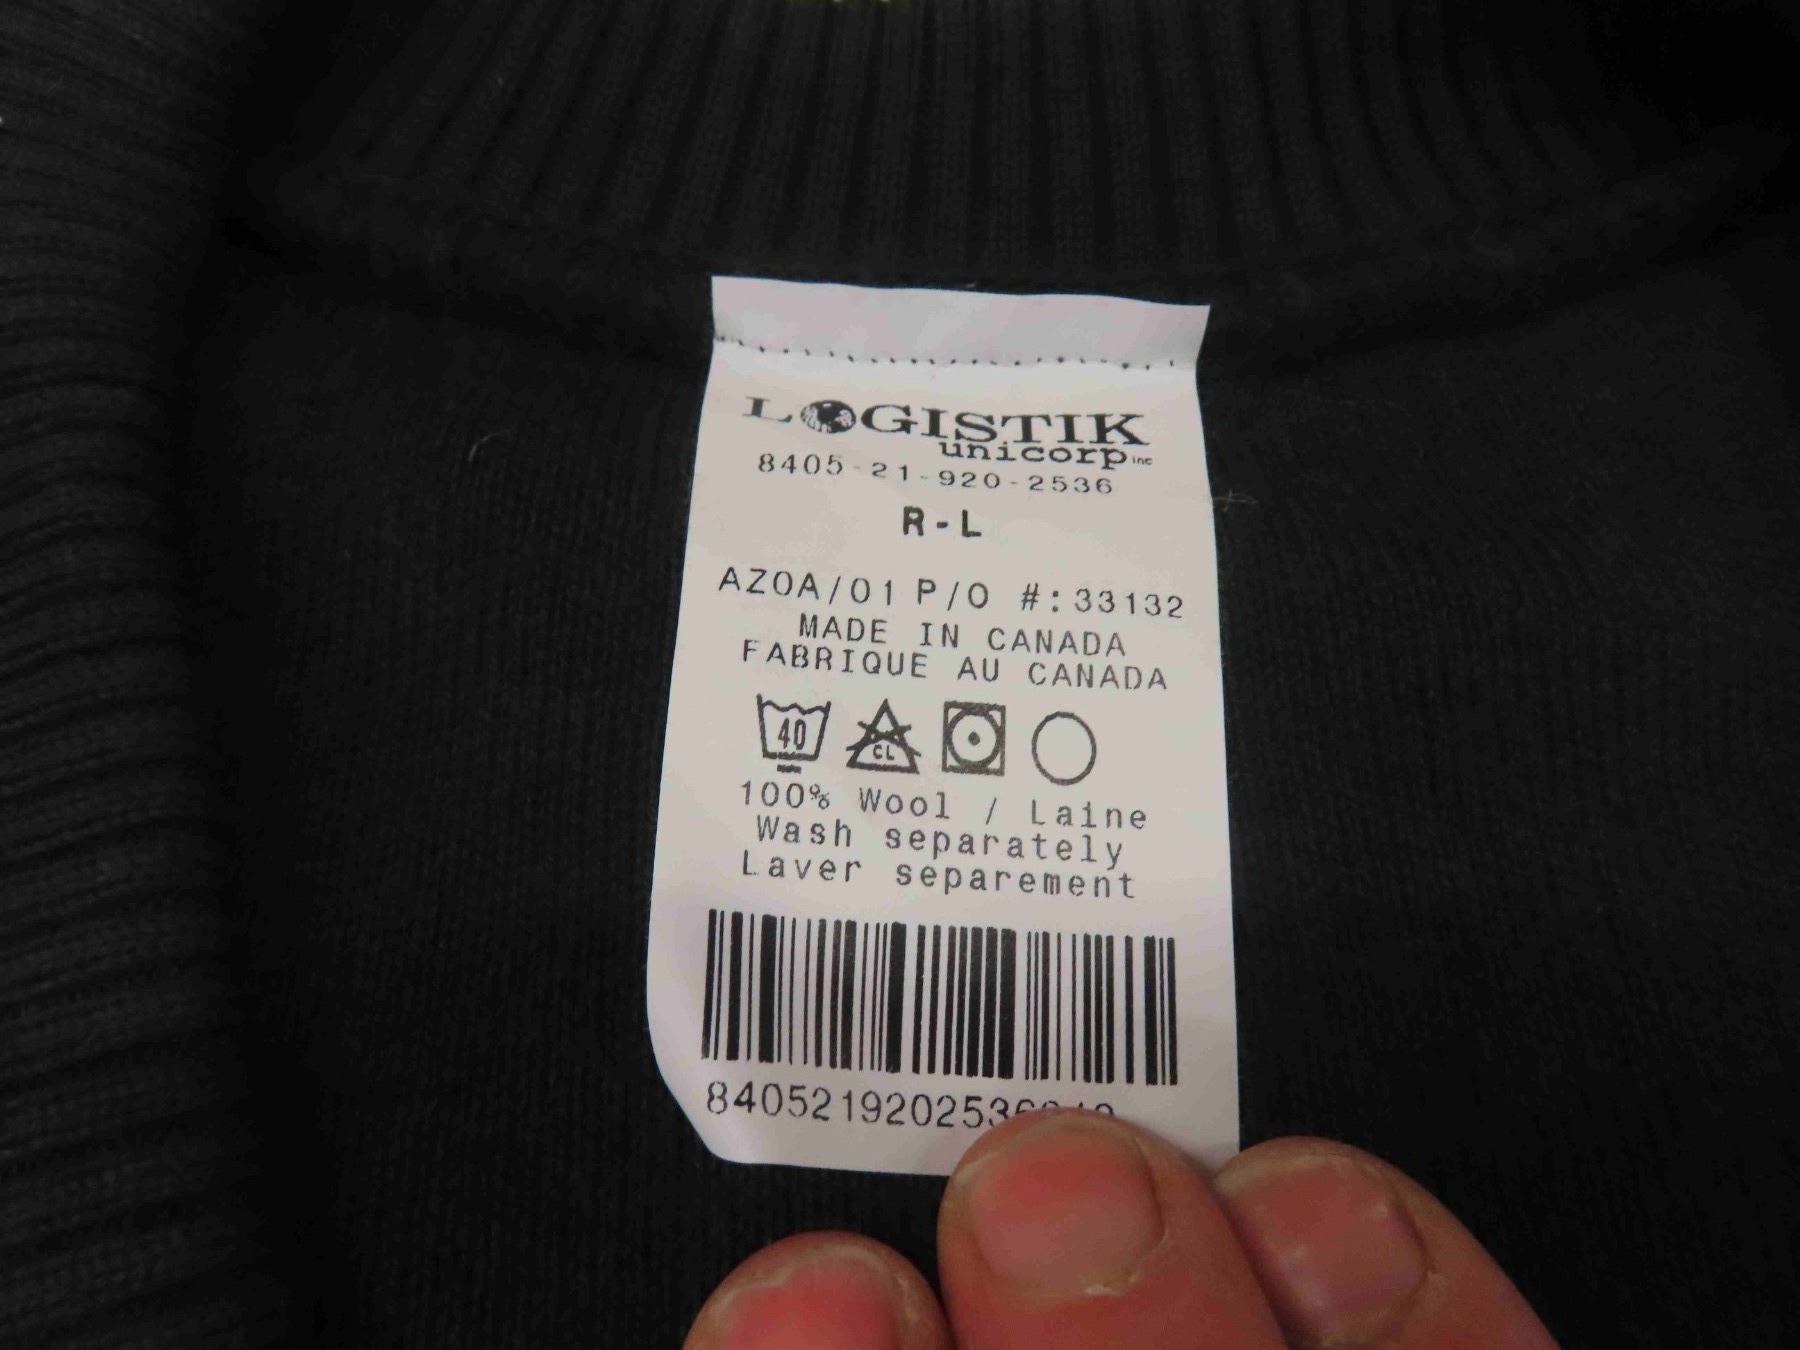 LOGISTIK
unicorp inc
8405-21-920-2536
R-L
AZ0A/01 P/O #:33132
MADE IN CANADA
FABRIQUE AU CANADA
40 CL
100% Wool / Laine
Wash separately
Laver separement